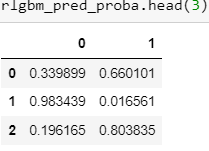 rlgbm_pred_proba.head(3)
0 1
0 0.339899 0.660101
1 0.983439 0.016561
2 0.196165 0.803835